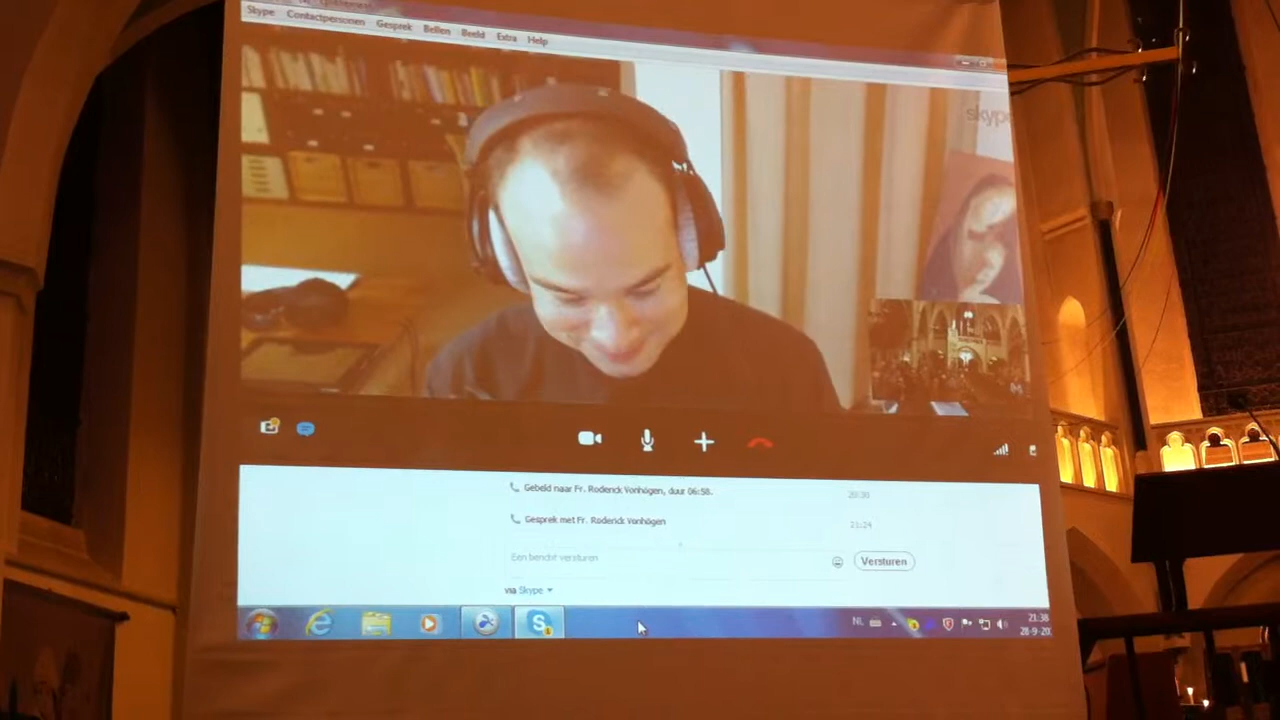 Skype Contactpersonen Gesprek Bellen Beeld Extra Help
skype
Gebeld naar Fr. Roderick Vonhögen, duur 06:58.
20:30
Gesprek met Fr. Roderick Vonhögen
21:24
Een bericht versturen
Versturen
via Skype
NL
21:38
28-9-20